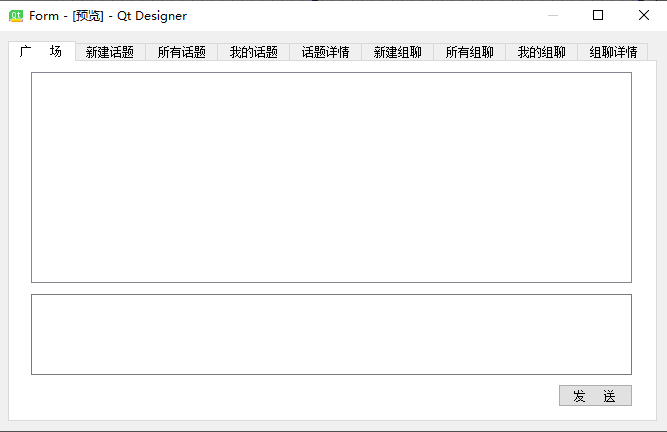 Form - [预览] - Qt Designer
广 场 新建话题 所有话题 我的话题 话题详情 新建组聊 所有组聊 我的组聊 组聊详情
发 送